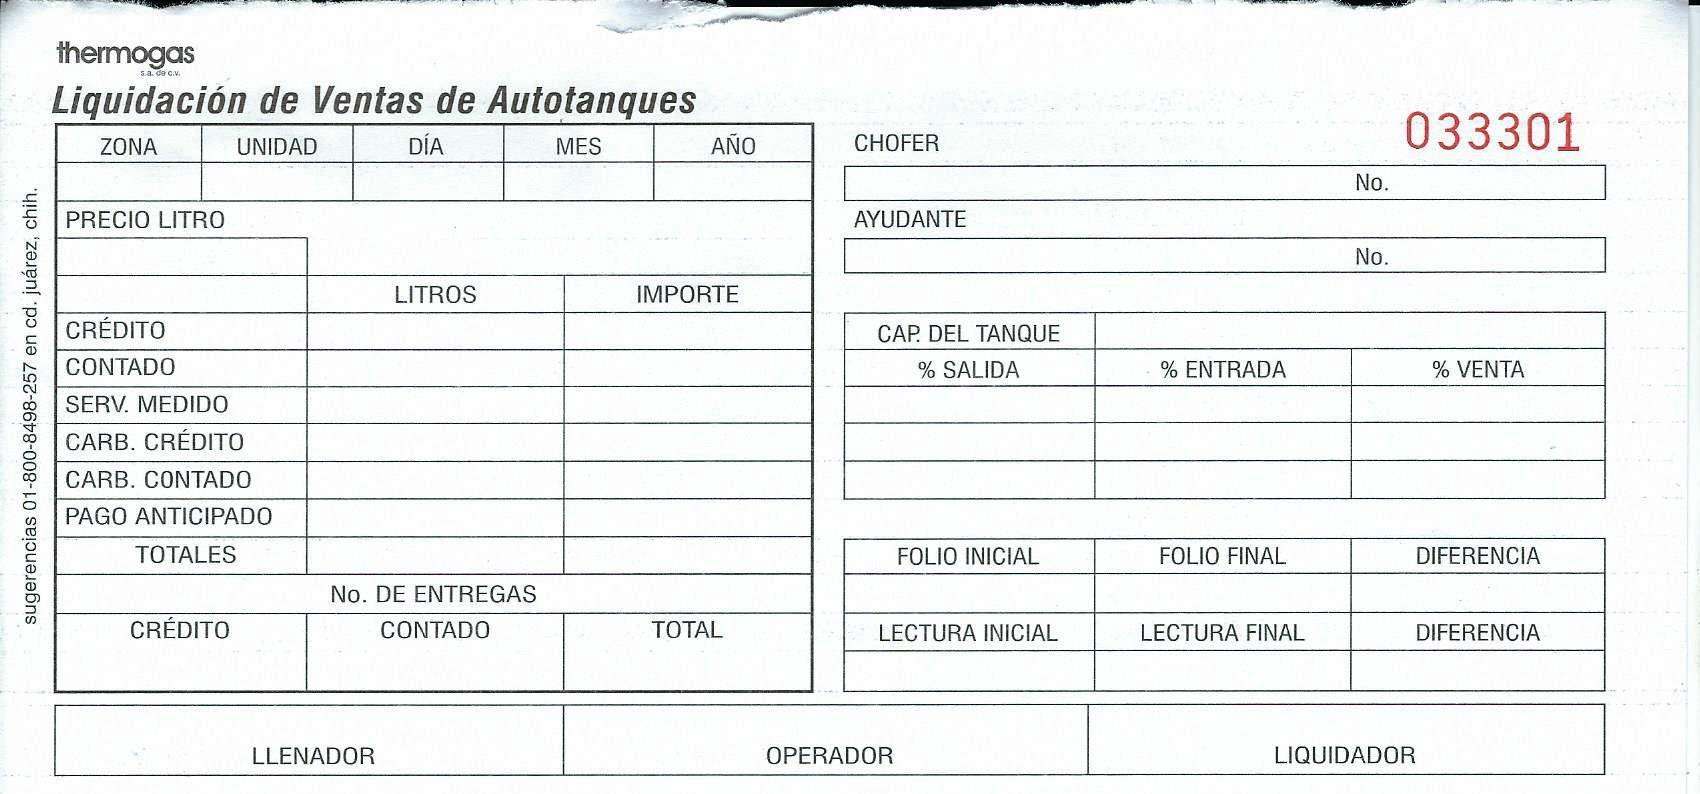 thermogas
s.a. de c.v.
Liquidación de Ventas de Autotanques
033301
ZONA UNIDAD DÍA MES AÑO
PRECIO LITRO
LITROS IMPORTE
CRÉDITO
CONTADO
SERV. MEDIDO
CARB. CRÉDITO
CARB. CONTADO
PAGO ANTICIPADO
TOTALES
No. DE ENTREGAS
CRÉDITO CONTADO TOTAL
CHOFER
No.
AYUDANTE
No.
CAP. DEL TANQUE
% SALIDA % ENTRADA % VENTA
FOLIO INICIAL FOLIO FINAL DIFERENCIA
LECTURA INICIAL LECTURA FINAL DIFERENCIA
LLENADOR OPERADOR LIQUIDADOR
sugerencias 01-800-8498-257 en cd. juárez, chih.